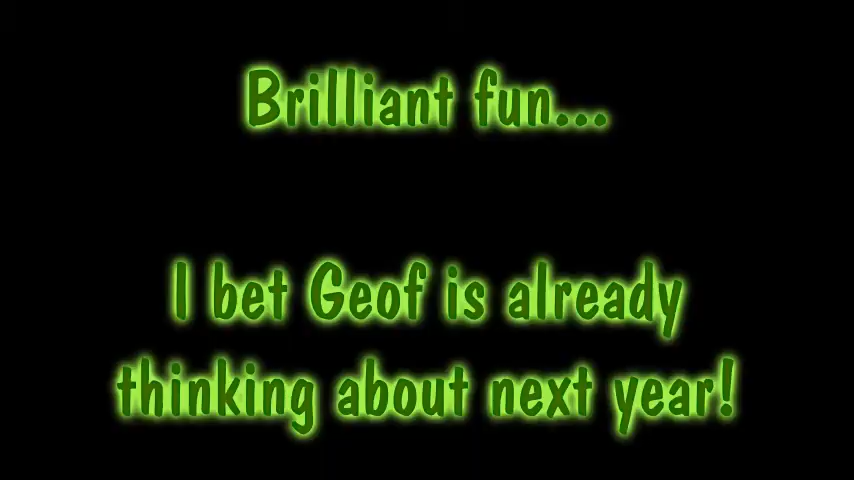 Brilliant fun...
I bet Geof is already
thinking about next year!